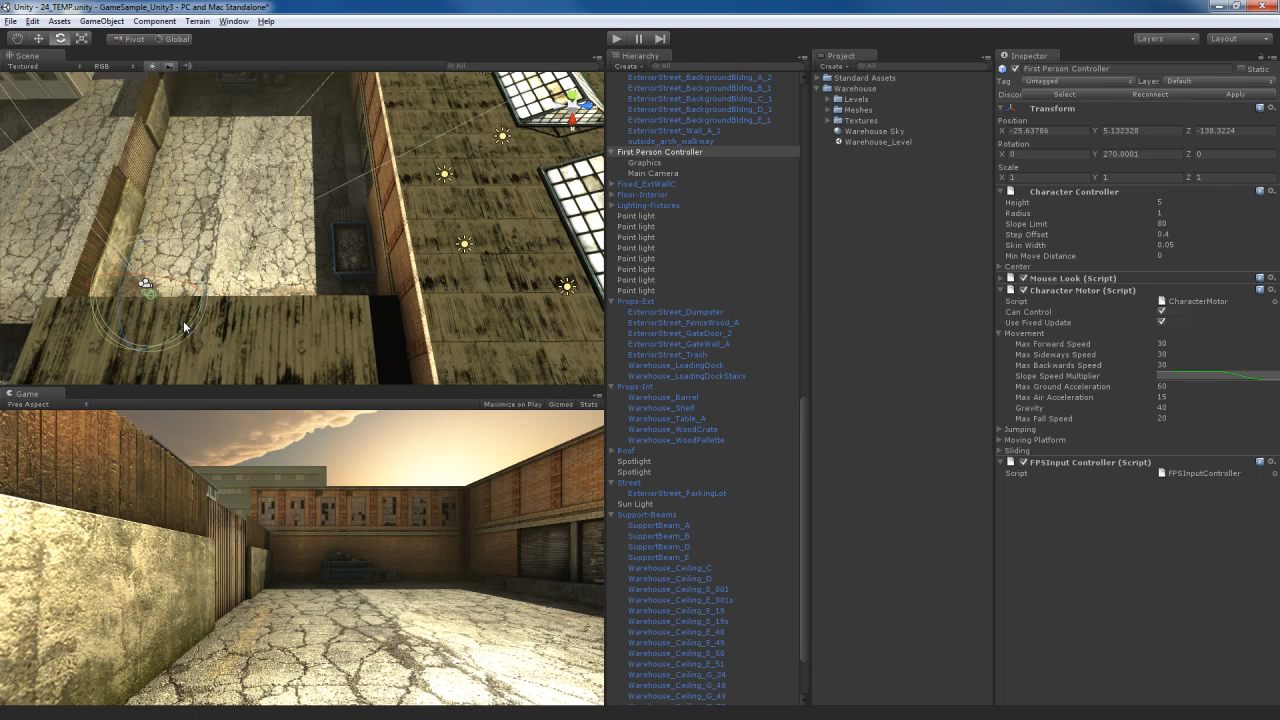 Unity - 24_TEMP.unity - GameSample_Unity3 - PC and Mac Standalone*
File Edit Assets GameObject Component Terrain Window Help
Pivot Global Layers Layout
Scene
Textured RGB All
Game
Free Aspect Maximize on Play Gizmos Stats
Hierarchy
Create All
ExteriorStreet_BackgroundBldng_A_2
ExteriorStreet_BackgroundBldng_B_1
ExteriorStreet_BackgroundBldng_C_1
ExteriorStreet_BackgroundBldng_D_1
ExteriorStreet_BackgroundBldng_E_1
ExteriorStreet_Wall_A_1
outside_arch_walkway
First Person Controller
Graphics
Main Camera
Fixed_ExtWallC
Floor-Interior
Lighting-Fixtures
Point light
Point light
Point light
Point light
Point light
Point light
Point light
Point light
Props-Ext
ExteriorStreet_Dumpster
ExteriorStreet_FenceWood_A
ExteriorStreet_GateDoor_2
ExteriorStreet_GateWall_A
ExteriorStreet_Trash
Warehouse_LoadingDock
Warehouse_LoadingDockStairs
Props-Int
Warehouse_Barrel
Warehouse_Shelf
Warehouse_Table_A
Warehouse_WoodCrate
Warehouse_WoodPallette
Roof
Spotlight
Spotlight
Street
ExteriorStreet_ParkingLot
Sun Light
Support-Beams
SupportBeam_A
SupportBeam_B
SupportBeam_D
SupportBeam_E
Warehouse_Ceiling_C
Warehouse_Ceiling_D
Warehouse_Ceiling_E_001
Warehouse_Ceiling_E_001s
Warehouse_Ceiling_E_19
Warehouse_Ceiling_E_19s
Warehouse_Ceiling_E_48
Warehouse_Ceiling_E_49
Warehouse_Ceiling_E_50
Warehouse_Ceiling_E_51
Warehouse_Ceiling_G_24
Warehouse_Ceiling_G_48
Warehouse_Ceiling_G_49
Project
Create All
Standard Assets
Warehouse
Levels
Meshes
Textures
Warehouse Sky
Warehouse_Level
Inspector
First Person Controller Static
Tag Untagged Layer Default
Discor Select Reconnect Apply
Transform
Position
X -25.63786 Y 5.132328 Z -138.3224
Rotation
X 0 Y 270.0001 Z 0
Scale
X 1 Y 1 Z 1
Character Controller
Height 5
Radius 1
Slope Limit 80
Step Offset 0.4
Skin Width 0.05
Min Move Distance 0
Center
Mouse Look (Script)
Character Motor (Script)
Script CharacterMotor
Can Control
Use Fixed Update
Movement
Max Forward Speed 30
Max Sideways Speed 30
Max Backwards Speed 30
Slope Speed Multiplier
Max Ground Acceleration 60
Max Air Acceleration 15
Gravity 40
Max Fall Speed 20
Jumping
Moving Platform
Sliding
FPSInput Controller (Script)
Script FPSInputController